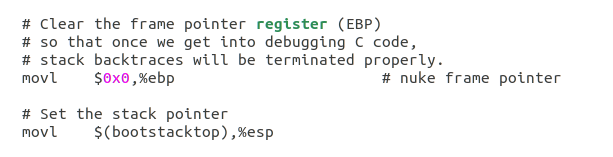 # Clear the frame pointer register (EBP)
# so that once we get into debugging C code,
# stack backtraces will be terminated properly.
movl    $0x0,%ebp                       # nuke frame pointer

# Set the stack pointer
movl    $(bootstacktop),%esp